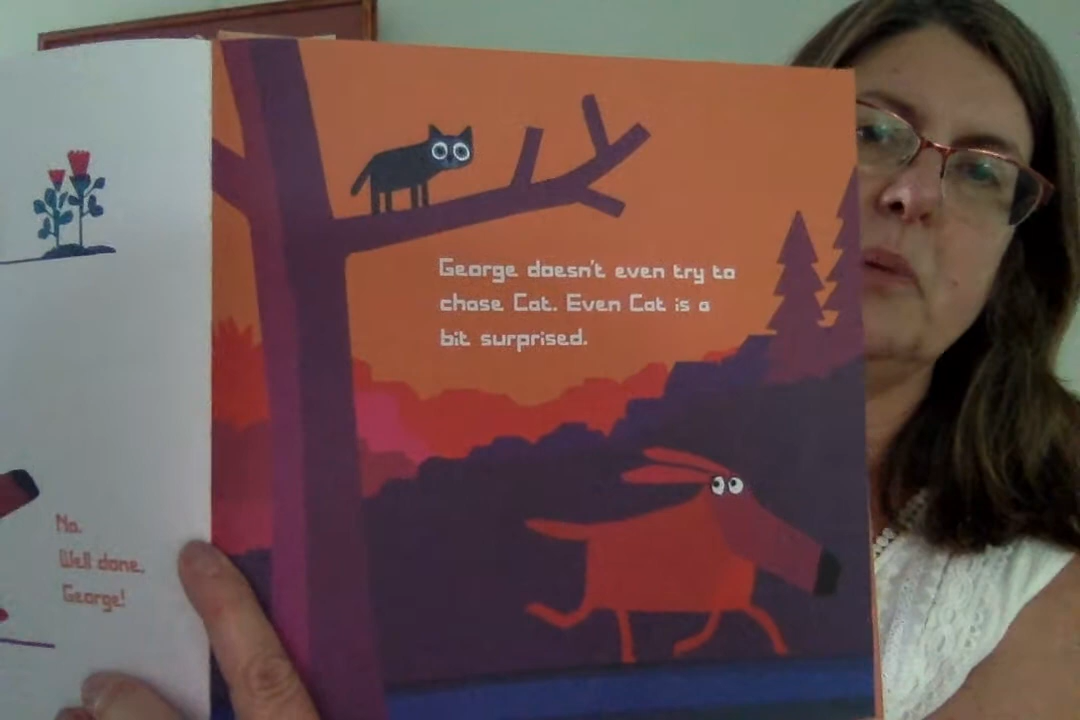 No.
Well done,
George!
George doesn't even try to
chase Cat. Even Cat is a
bit surprised.